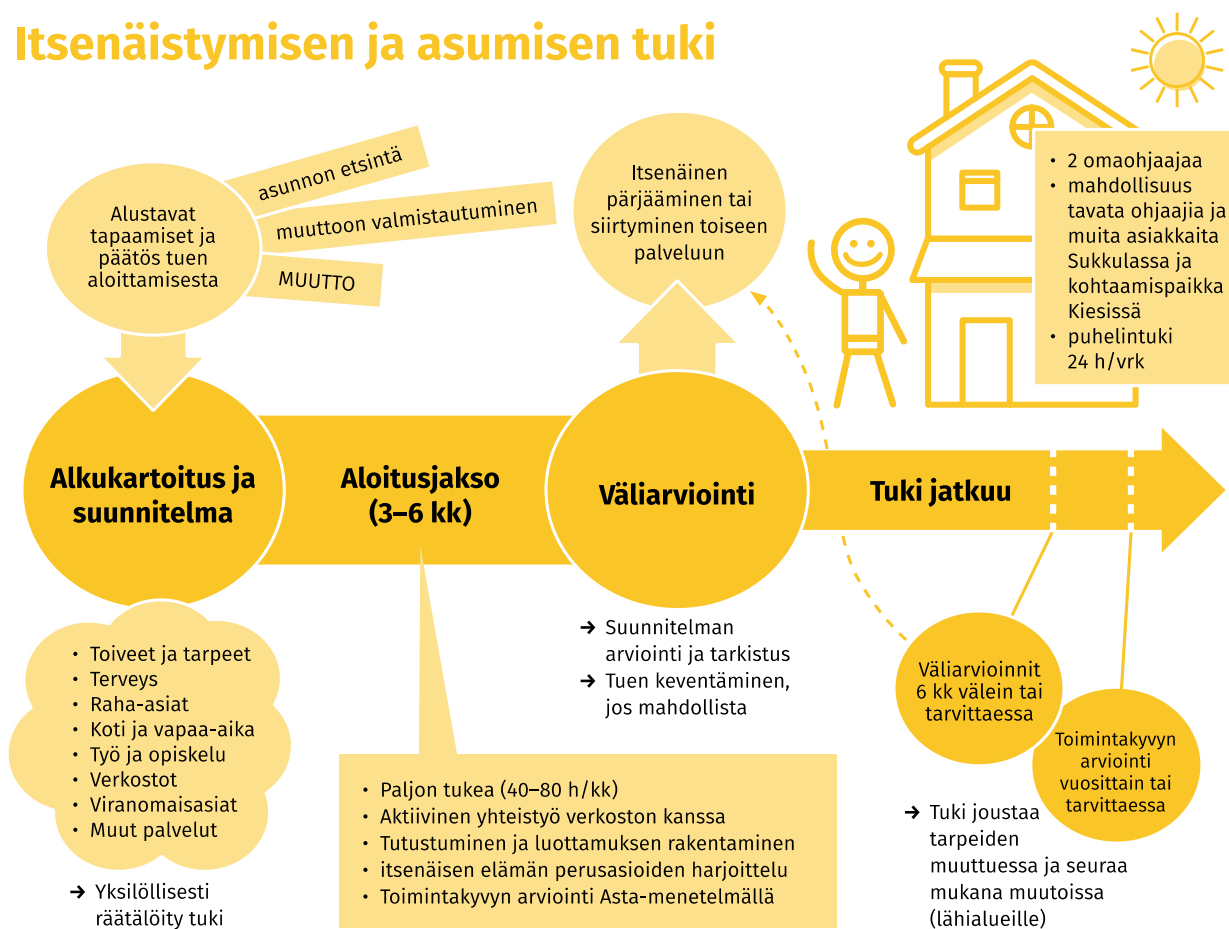 Itsenäistymisen ja asumisen tuki
Alustavat
tapaamiset ja
päätös tuen
aloittamisesta
asunnon etsintä
muuttoon valmistautuminen
MUUTTO
Itsenäinen
pärjääminen tai
siirtyminen toiseen
palveluun
• 2 omaohjaajaa
• mahdollisuus
tavata ohjaajia ja
muita asiakkaita
Sukkulassa ja
kohtaamispaikka
Kiesissä
• puhelintuki
24 h/vrk
Alkukartoitus ja
suunnitelma
Aloitusjakso
(3–6 kk)
Väliarviointi
Tuki jatkuu
• Toiveet ja tarpeet
• Terveys
• Raha-asiat
• Koti ja vapaa-aika
• Työ ja opiskelu
• Verkostot
• Viranomaisasiat
• Muut palvelut
→ Yksilöllisesti
räätälöity tuki
• Paljon tukea (40–80 h/kk)
• Aktiivinen yhteistyö verkoston kanssa
• Tutustuminen ja luottamuksen rakentaminen
• itsenäisen elämän perusasioiden harjoittelu
• Toimintakyvyn arviointi Asta-menetelmällä
→ Suunnitelman
arviointi ja tarkistus
→ Tuen keventäminen,
jos mahdollista
Väliarvioinnit
6 kk välein tai
tarvittaessa
Toimintakyvyn
arviointi
vuosittain tai
tarvittaessa
→ Tuki joustaa
tarpeiden
muuttuessa ja seuraa
mukana muutoissa
(lähialueille)